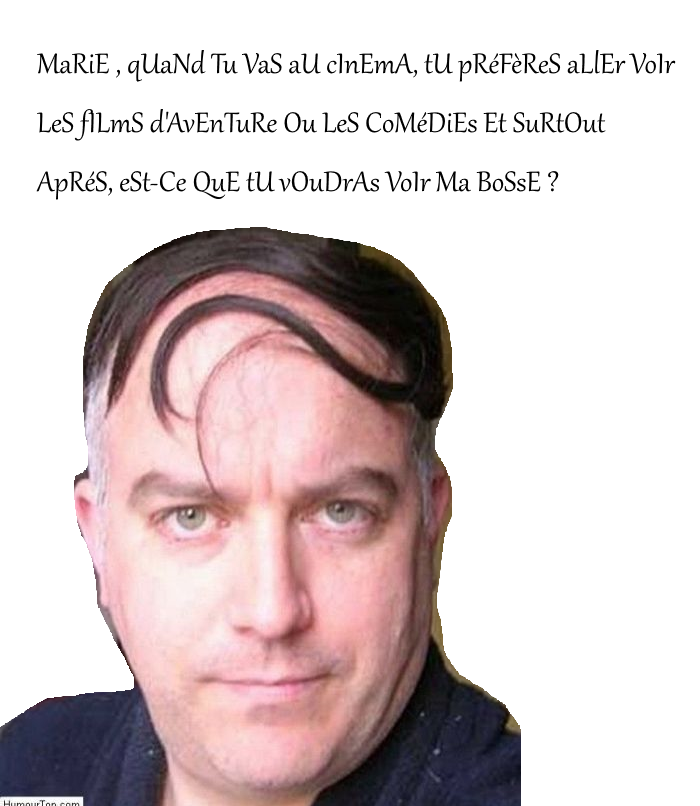 MaRiE , qUaNd Tu VaS aU cInEmA, tU pRéFèReS aLlEr VoIr
LeS fILmS d'AvEnTuRe Ou LeS CoMéDiEs Et SuRtOut
ApRéS, eSt-Ce QuE tU vOuDrAs VoIr Ma BoSsE ?
HumourTop.com